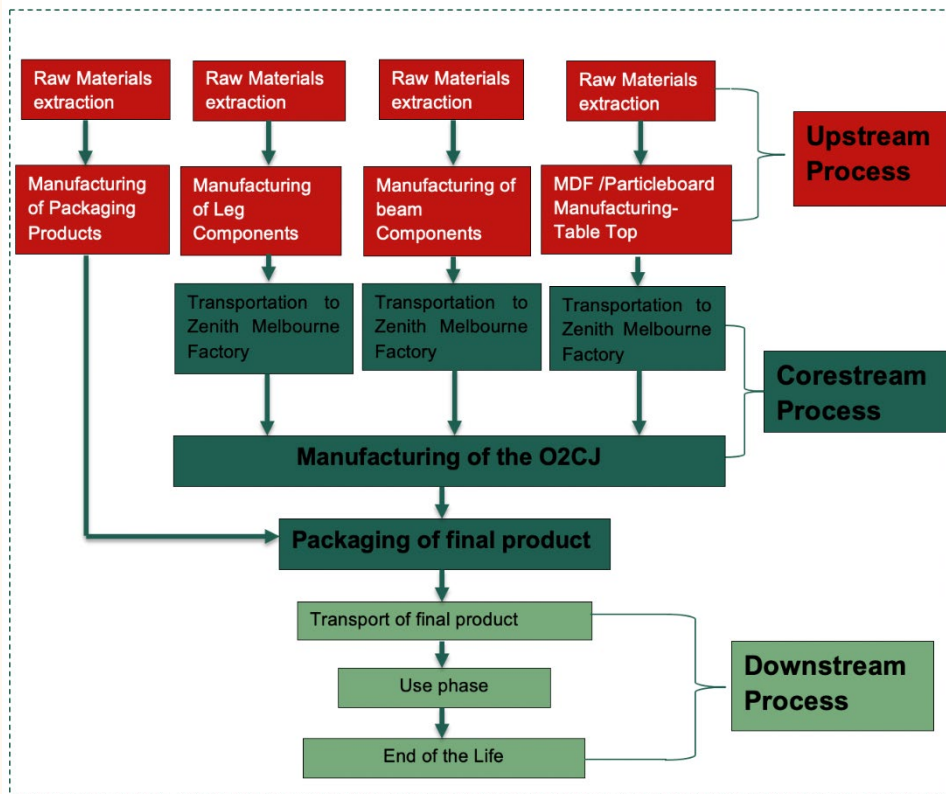 Raw Materials
extraction
Raw Materials
extraction
Raw Materials
extraction
Raw Materials
extraction
Upstream
Process
Manufacturing
of Packaging
Products
Manufacturing
of Leg
Components
Manufacturing of
beam
Components
MDF /Particleboard
Manufacturing-
Table Top
Transportation to
Zenith Melbourne
Factory
Transportation to
Zenith Melbourne
Factory
Transportation to
Zenith Melbourne
Factory
Corestream
Process
Manufacturing of the O2CJ
Packaging of final product
Transport of final product
Use phase
End of the Life
Downstream
Process